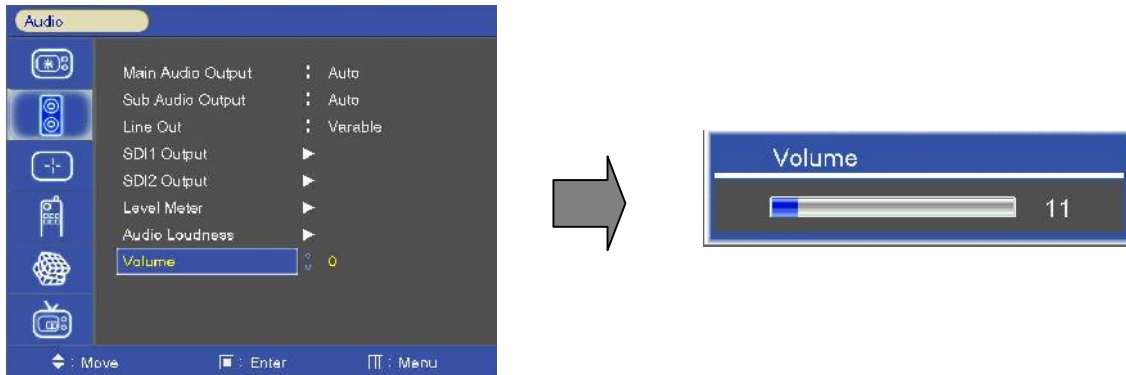 Audio
Main Audio Output : Auto
Sub Audio Output : Auto
Line Out : Varable
SDI1 Output ▶
SDI2 Output ▶
Level Meter ▶
Audio Loudness ▶
Volume 0
: Move : Enter : Menu
Volume
11